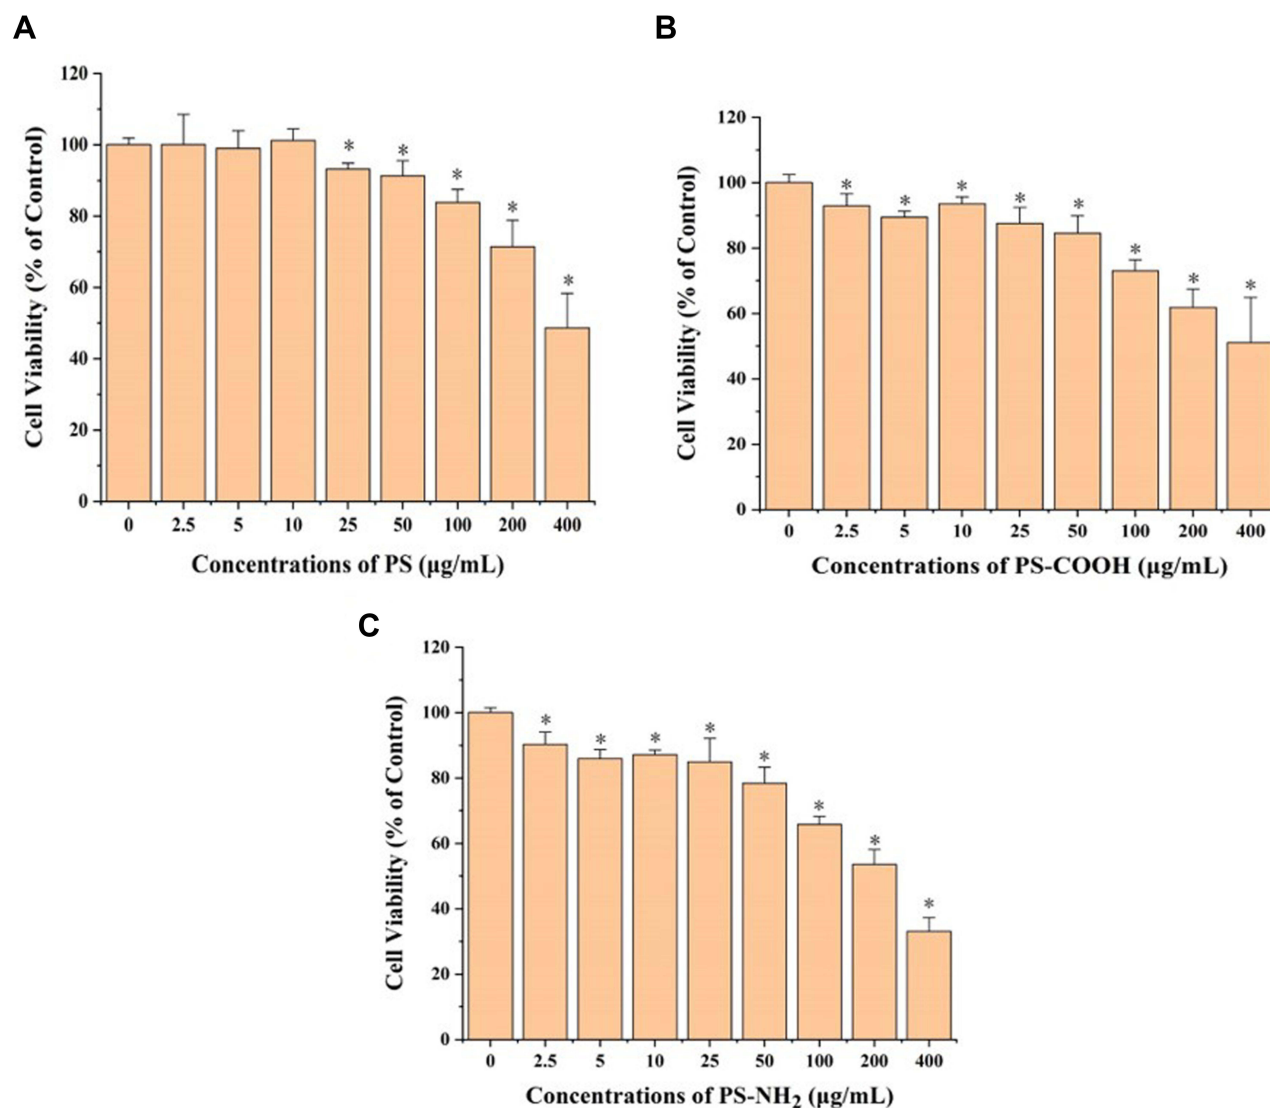 A
Cell Viability (% of Control)
120
100
80
60
40
20
0
* * * * *
0 2.5 5 10 25 50 100 200 400
Concentrations of PS (μg/mL)
B
Cell Viability (% of Control)
120
100
80
60
40
20
0
* * * * * * * *
0 2.5 5 10 25 50 100 200 400
Concentrations of PS-COOH (μg/mL)
C
Cell Viability (% of Control)
120
100
80
60
40
20
0
* * * * * * * *
0 2.5 5 10 25 50 100 200 400
Concentrations of PS-NH₂ (μg/mL)